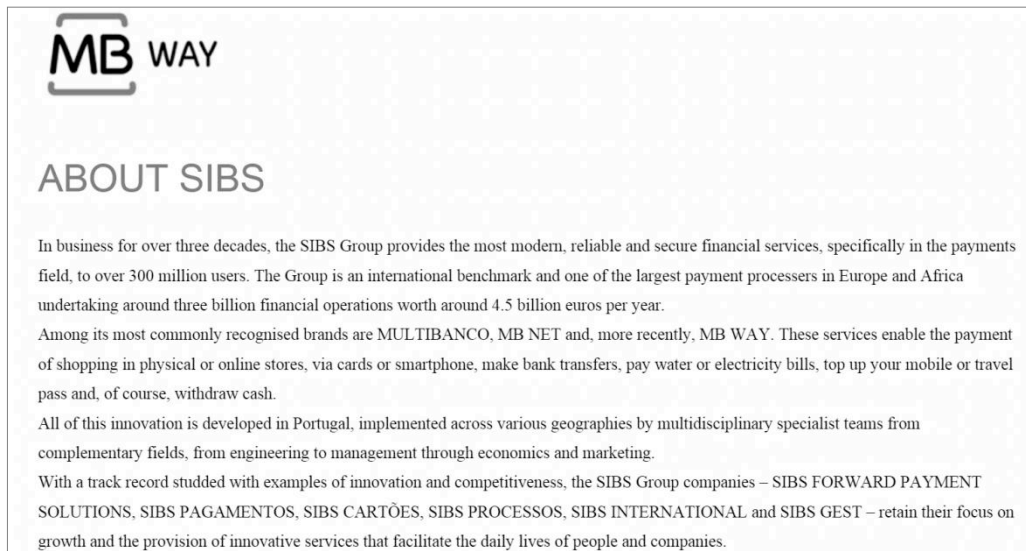 MB WAY
ABOUT SIBS
In business for over three decades, the SIBS Group provides the most modern, reliable and secure financial services, specifically in the payments
field, to over 300 million users. The Group is an international benchmark and one of the largest payment processers in Europe and Africa
undertaking around three billion financial operations worth around 4.5 billion euros per year.
Among its most commonly recognised brands are MULTIBANCO, MB NET and, more recently, MB WAY. These services enable the payment
of shopping in physical or online stores, via cards or smartphone, make bank transfers, pay water or electricity bills, top up your mobile or travel
pass and, of course, withdraw cash.
All of this innovation is developed in Portugal, implemented across various geographies by multidisciplinary specialist teams from
complementary fields, from engineering to management through economics and marketing.
With a track record studded with examples of innovation and competitiveness, the SIBS Group companies – SIBS FORWARD PAYMENT
SOLUTIONS, SIBS PAGAMENTOS, SIBS CARTÕES, SIBS PROCESSOS, SIBS INTERNATIONAL and SIBS GEST – retain their focus on
growth and the provision of innovative services that facilitate the daily lives of people and companies.